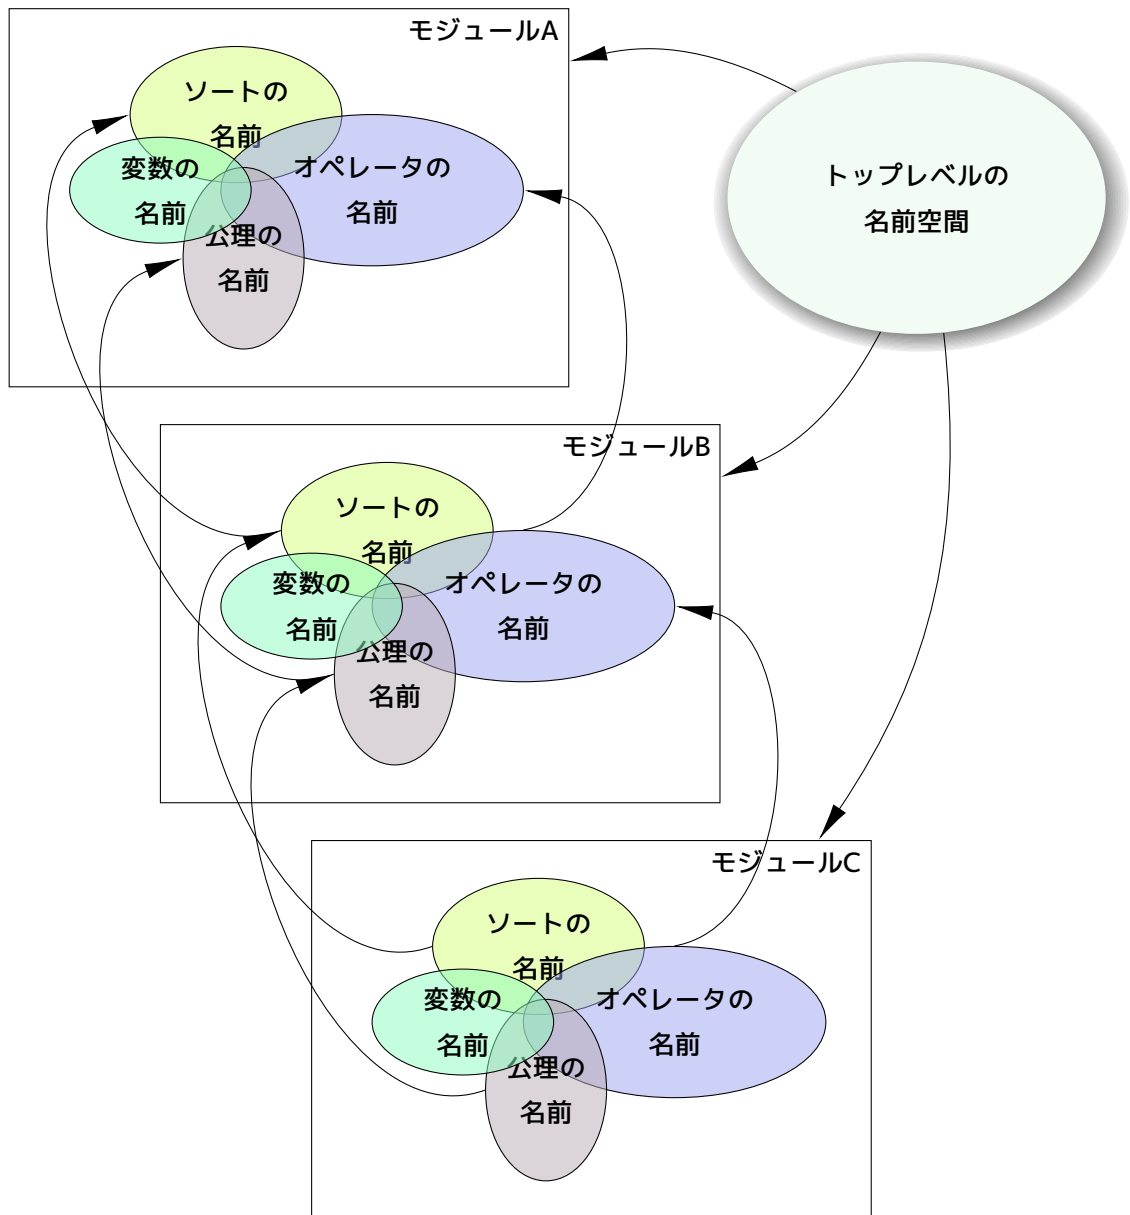 モジュールA
ソートの
名前
変数の
名前
オペレータの
名前
公理の
名前
トップレベルの
名前空間
モジュールB
ソートの
名前
変数の
名前
オペレータの
名前
公理の
名前
モジュールC
ソートの
名前
変数の
名前
オペレータの
名前
公理の
名前